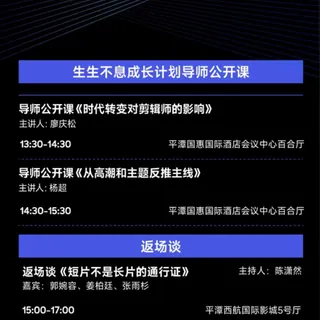 生生不息成长计划导师公开课
导师公开课《时代转变对剪辑师的影响》
主讲人: 廖庆松
13:30-14:30 平潭国惠国际酒店会议中心百合厅
导师公开课《从高潮和主题反推主线》
主讲人: 杨超
14:30-15:30 平潭国惠国际酒店会议中心百合厅
返场谈
返场谈《短片不是长片的通行证》 主持人: 陈潇然
嘉宾: 郭婉容、姜柏廷、张雨杉
15:00-17:00 平潭西航国际影城5号厅